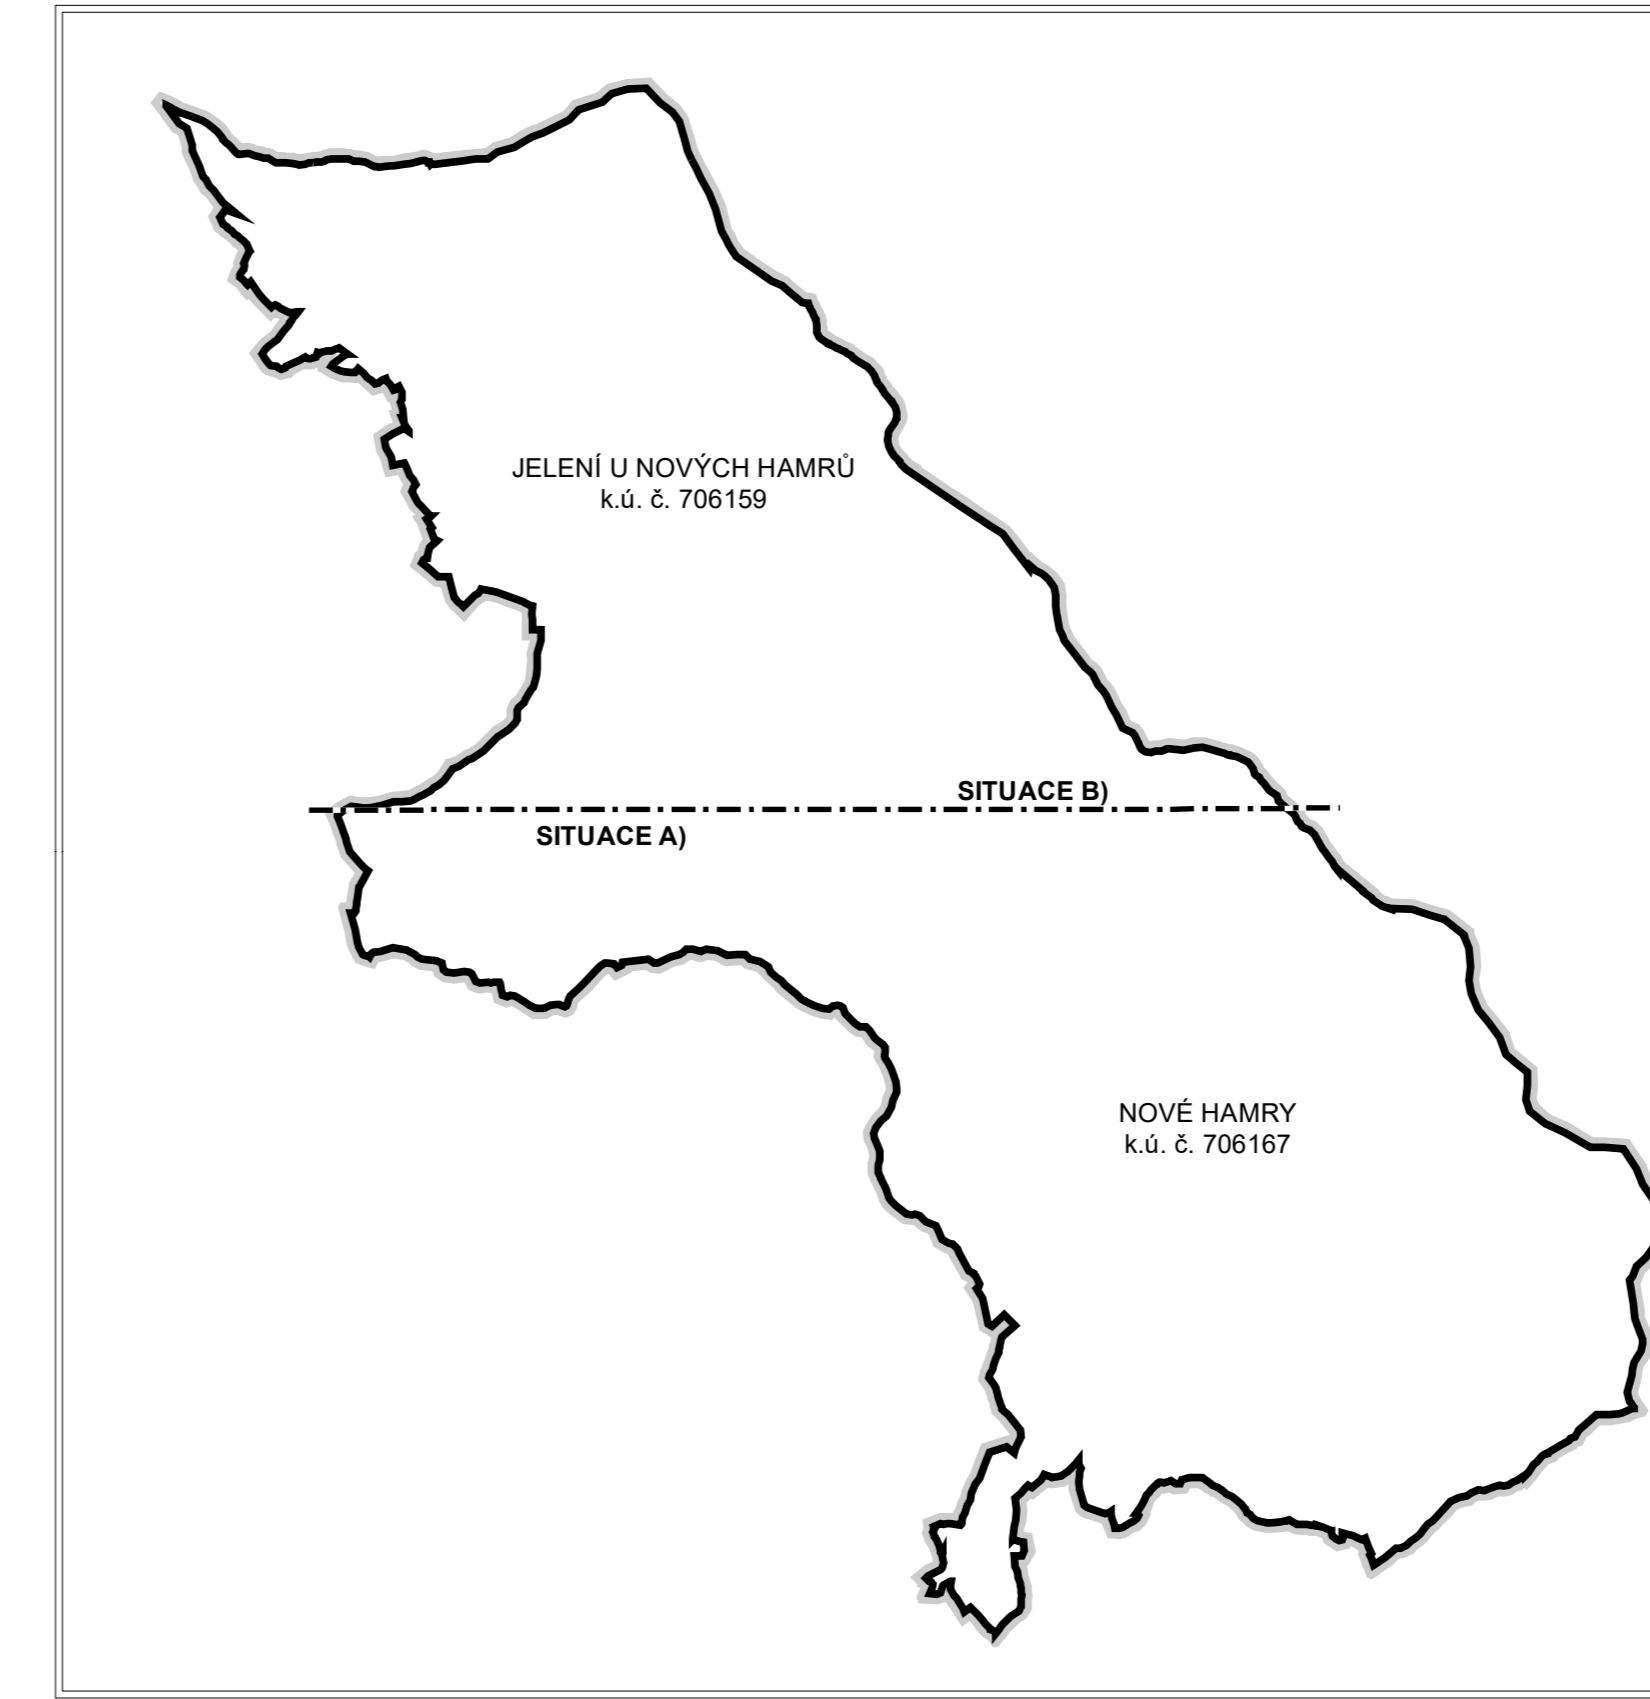 JELENÍ U NOVÝCH HAMRŮ
k.ú. č. 706159
SITUACE B)
SITUACE A)
NOVÉ HAMRY
k.ú. č. 706167